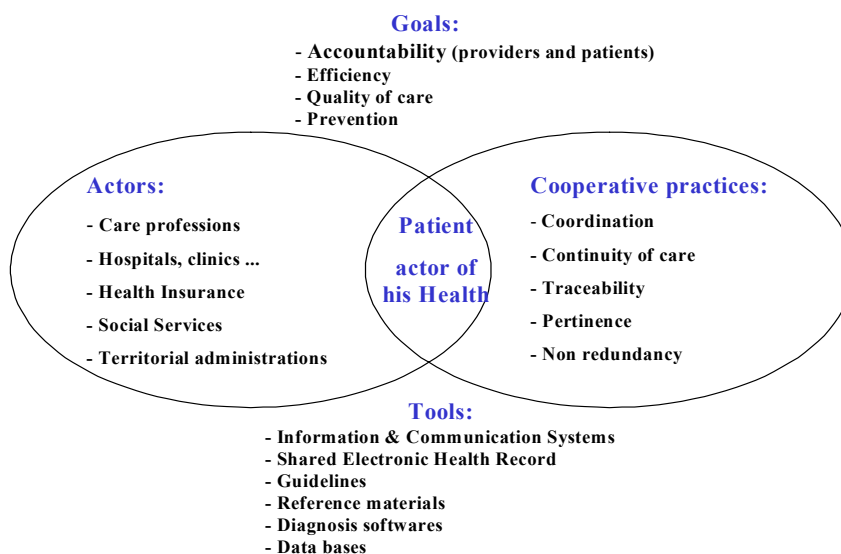 Goals:
- Accountability (providers and patients)
- Efficiency
- Quality of care
- Prevention
Actors:
- Care professions
- Hospitals, clinics ...
- Health Insurance
- Social Services
- Territorial administrations
Patient
actor of
his Health
Cooperative practices:
- Coordination
- Continuity of care
- Traceability
- Pertinence
- Non redundancy
Tools:
- Information & Communication Systems
- Shared Electronic Health Record
- Guidelines
- Reference materials
- Diagnosis softwares
- Data bases